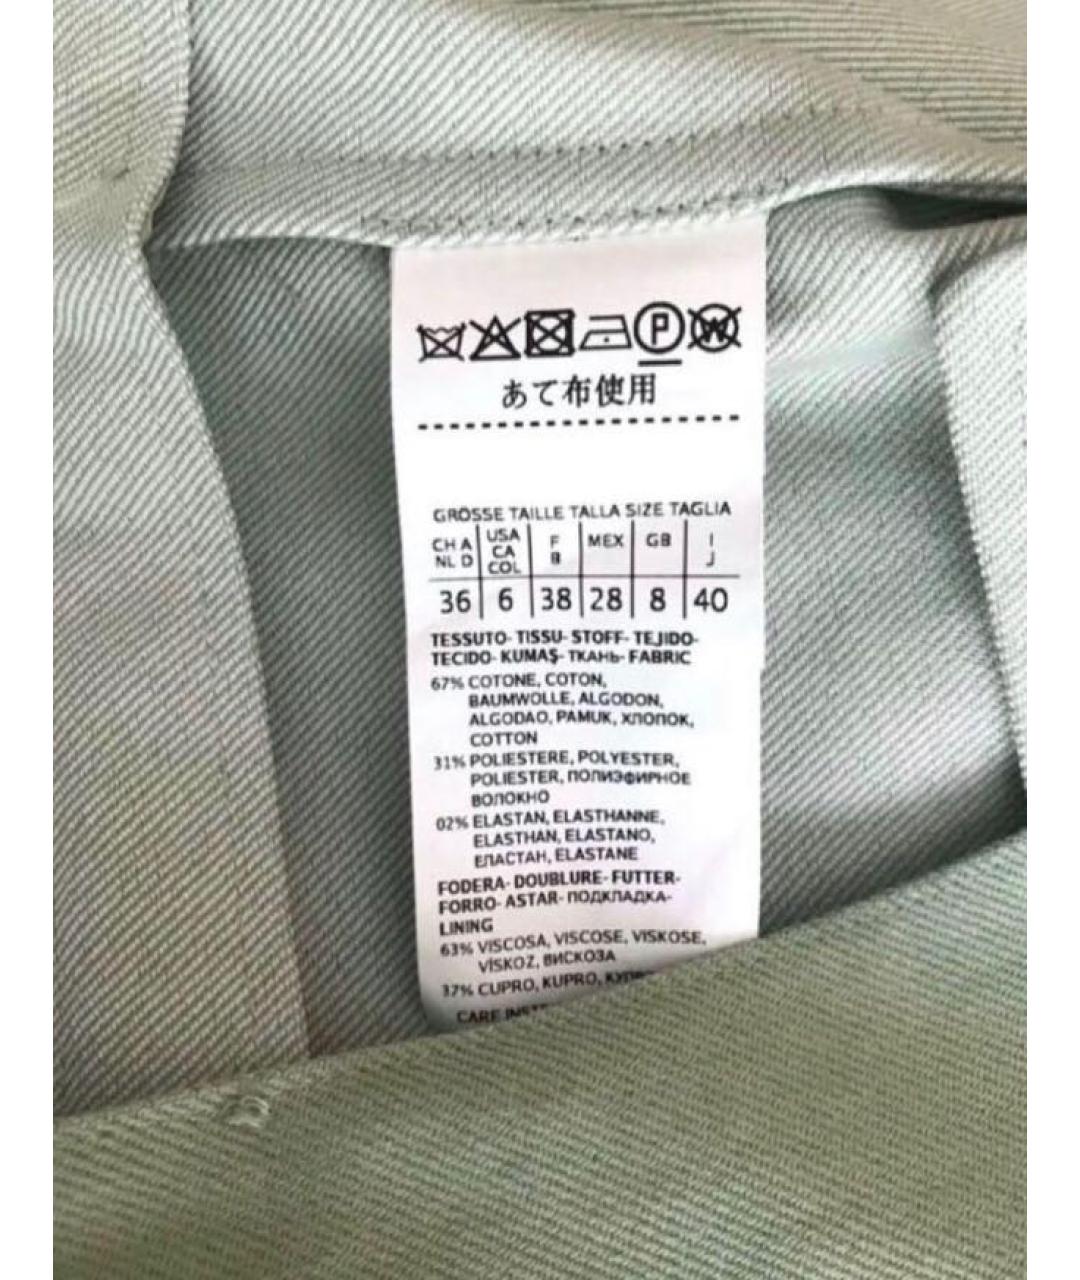 P W
あて布使用
GROSSE TAILLE TALLA SIZE TAGLIA
CH A NL D USA CA COL F B MEX GB I J
36 6 38 28 8 40
TESSUTO- TISSU- STOFF- TEJIDO-
TECIDO- KUMAŞ- ТКАНЬ- FABRIC
67% COTONE, COTON,
BAUMWOLLE, ALGODON,
ALGODAO, PAMUK, ХЛОПОК,
COTTON
31% POLIESTERE, POLYESTER,
POLIESTER, ПОЛИЭФИРНОЕ
ВОЛОКНО
02% ELASTAN, ELASTHANNE,
ELASTHAN, ELASTANO,
ЕЛАСТАН, ELASTANE
FODERA- DOUBLURE- FUTTER-
FORRO- ASTAR- ПОДКЛАДКА-
LINING
63% VISCOSA, VISCOSE, VISKOSE,
VİSKOZ, ВИСКОЗА
37% CUPRO, KUPRO,
CARE